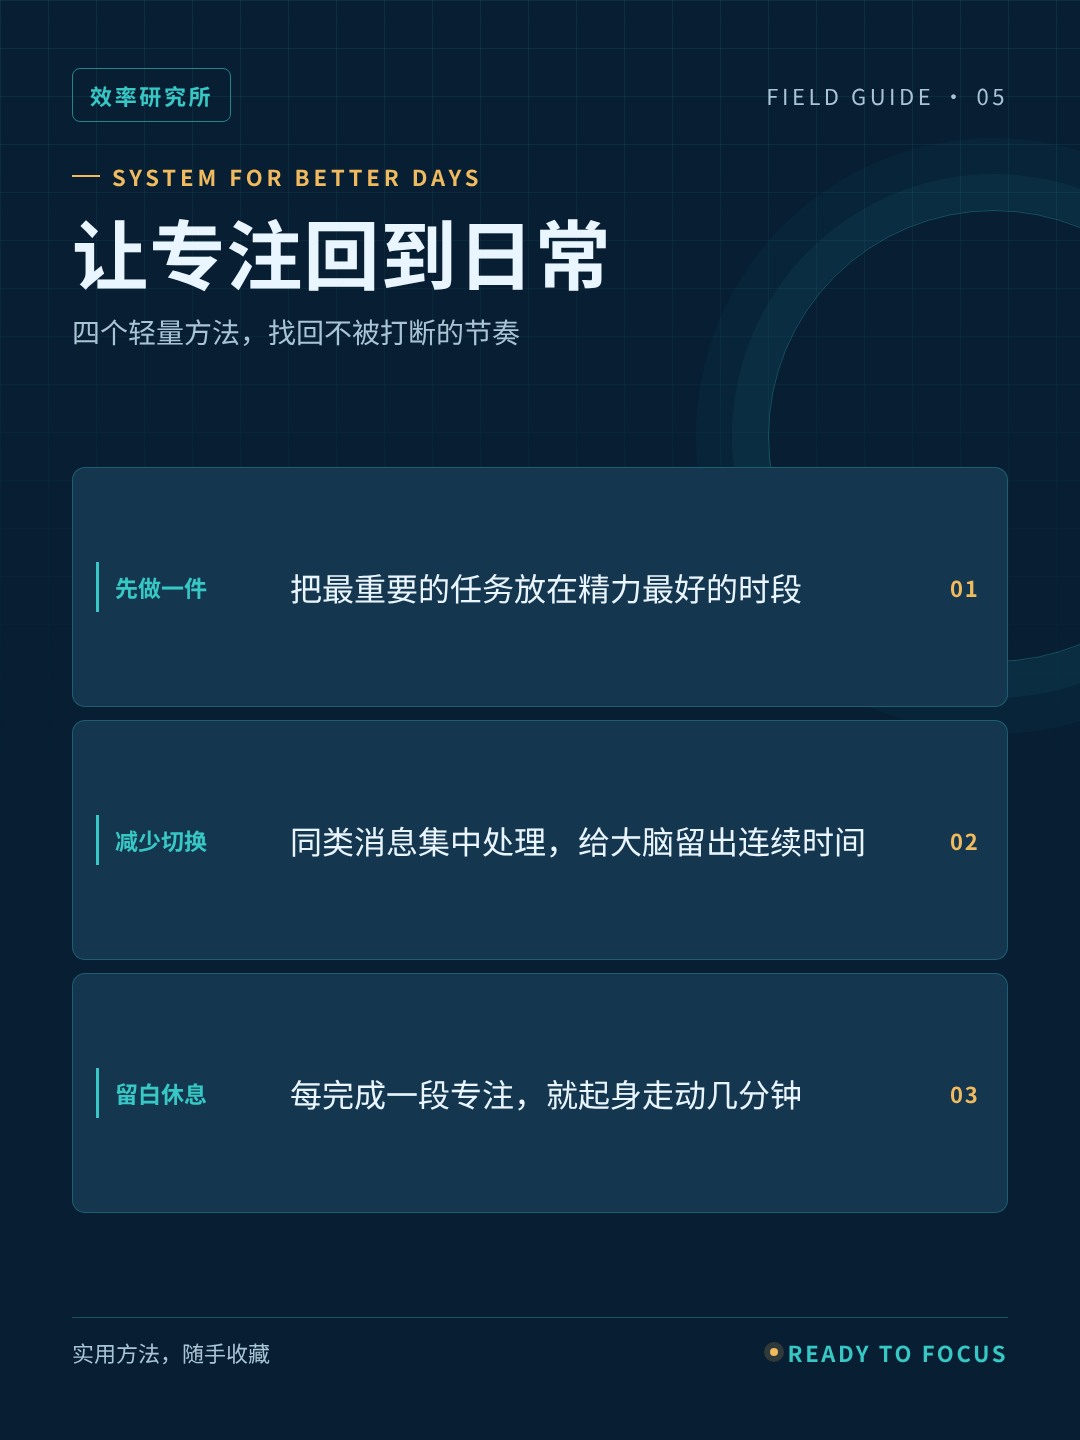 效率研究所
FIELD GUIDE • 05
SYSTEM FOR BETTER DAYS
让专注回到日常
四个轻量方法，找回不被打断的节奏
先做一件
把最重要的任务放在精力最好的时段
01
减少切换
同类消息集中处理，给大脑留出连续时间
02
留白休息
每完成一段专注，就起身走动几分钟
03
实用方法，随手收藏
READY TO FOCUS